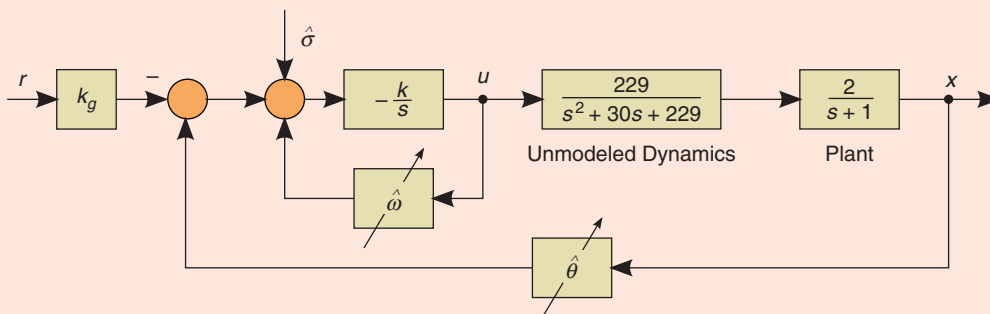 σ̂
r
k_g
−
−k/s
u
229/(s² + 30s + 229)
2/(s + 1)
x
Unmodeled Dynamics
Plant
ω̂
θ̂